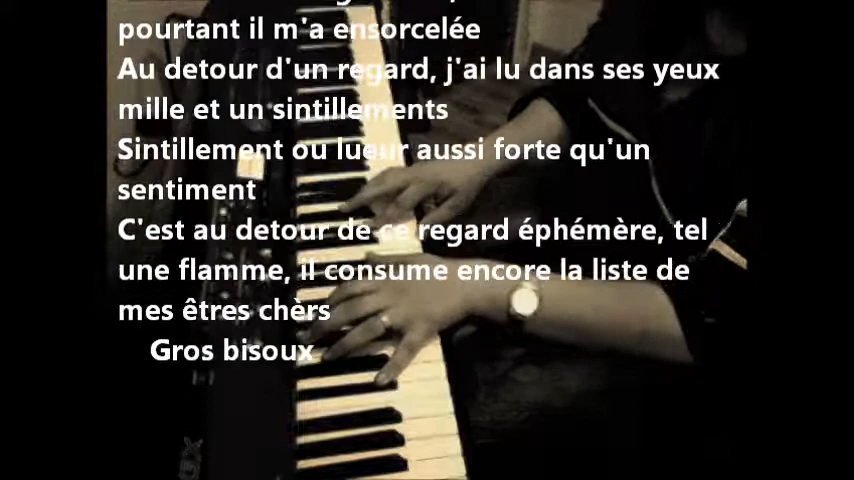 pourtant il m'a ensorcelée
Au detour d'un regard, j'ai lu dans ses yeux
mille et un sintillements
Sintillement ou lueur aussi forte qu'un
sentiment
C'est au detour de ce regard éphémère, tel
une flamme, il consume encore la liste de
mes êtres chèrs
Gros bisoux